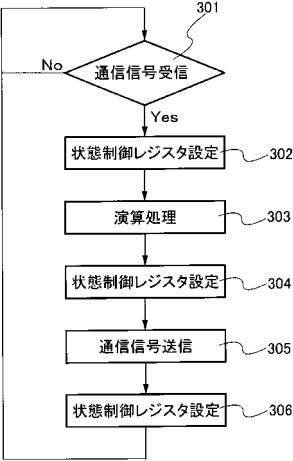 301
No
通信信号受信
Yes
状態制御レジスタ設定
302
演算処理
303
状態制御レジスタ設定
304
通信信号送信
305
状態制御レジスタ設定
306